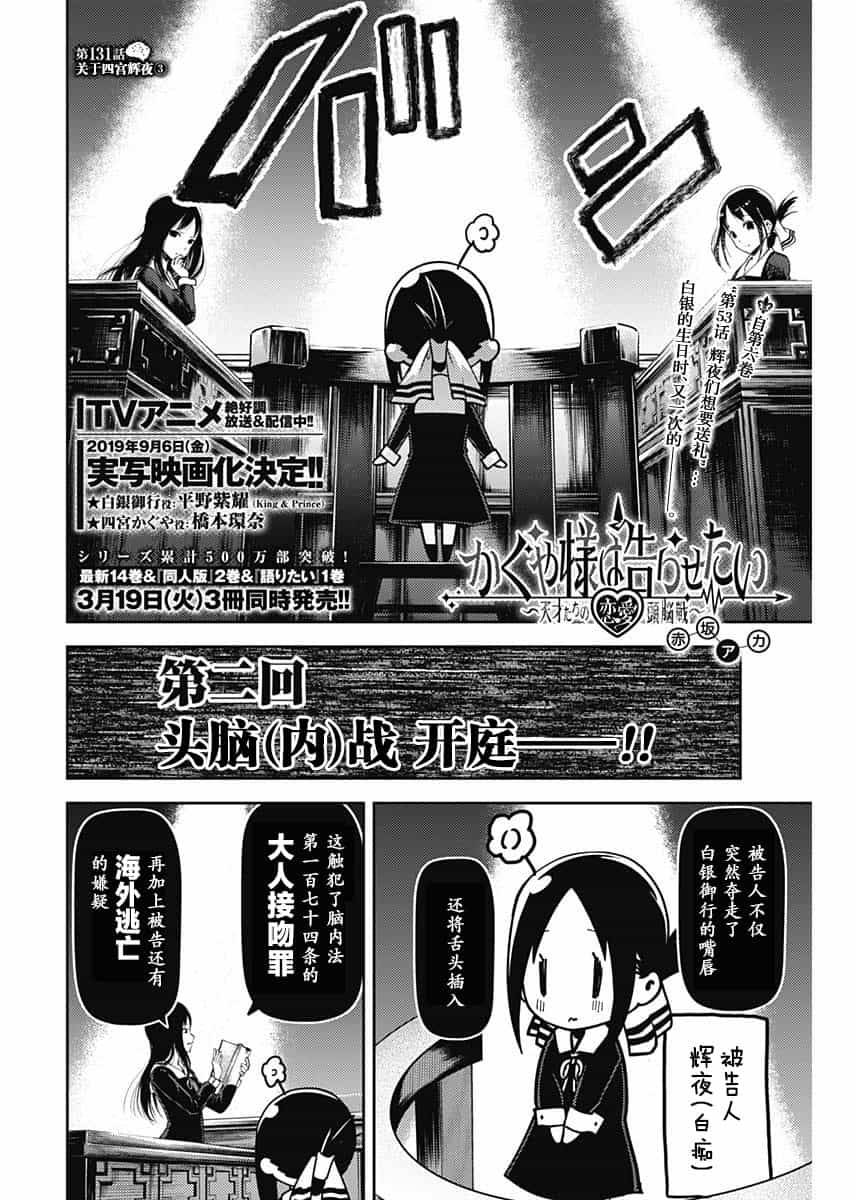 第131話
关于四宫辉夜③
ガガーン
自第六卷
“第53话 辉夜们想要送礼”…
白银的生日时又一次的——。
TVアニメ
絶好調
放送&配信中!!
2019年9月6日(金)
実写映画化決定!!
★白銀御行役:平野紫耀(King & Prince)
★四宮かぐや役:橋本環奈
シリーズ累計500万部突破!
最新14巻&『同人版』2巻&『語りたい』1巻
3月19日(火)3冊同時発売!!
かぐや様は告らせたい
~天才たちの恋愛頭脳戦~
赤坂アカ
第二回
头脑(内)战 开庭——!!
被告人不仅
突然夺走了
白银御行的嘴唇
还将舌头插入
被告人
辉夜(白痴)
这触犯了脑内法
第一百七十四条的
大人接吻罪
再加上被告还有
海外逃亡
的嫌疑